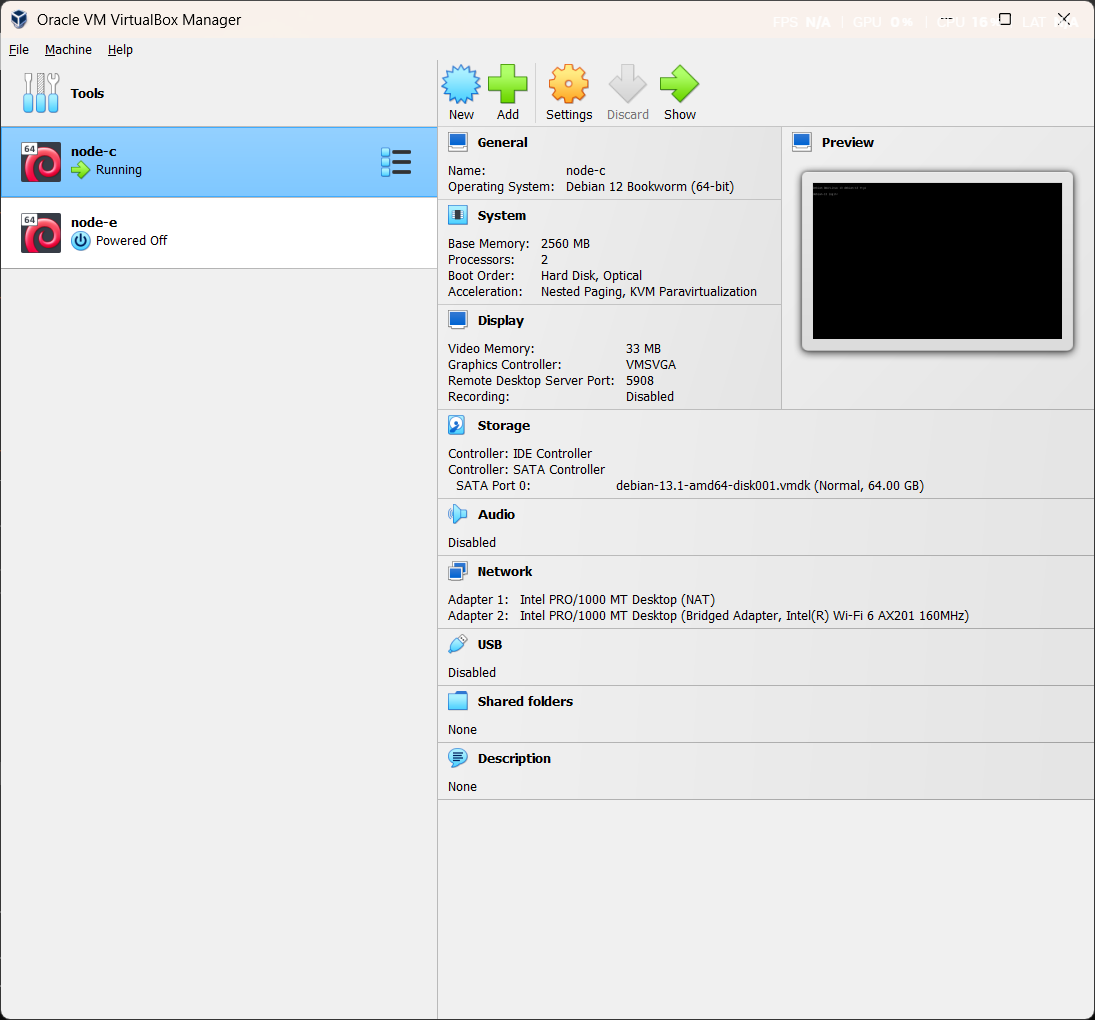 Oracle VM VirtualBox Manager
FPS N/A | GPU 0% | CPU 16% | LAT N/A
File Machine Help
Tools
New Add Settings Discard Show
64
node-c
Running
64
node-e
Powered Off
General
Name: node-c
Operating System: Debian 12 Bookworm (64-bit)
System
Base Memory: 2560 MB
Processors: 2
Boot Order: Hard Disk, Optical
Acceleration: Nested Paging, KVM Paravirtualization
Display
Video Memory: 33 MB
Graphics Controller: VMSVGA
Remote Desktop Server Port: 5908
Recording: Disabled
Preview
Storage
Controller: IDE Controller
Controller: SATA Controller
SATA Port 0: debian-13.1-amd64-disk001.vmdk (Normal, 64.00 GB)
Audio
Disabled
Network
Adapter 1: Intel PRO/1000 MT Desktop (NAT)
Adapter 2: Intel PRO/1000 MT Desktop (Bridged Adapter, Intel(R) Wi-Fi 6 AX201 160MHz)
USB
Disabled
Shared folders
None
Description
None